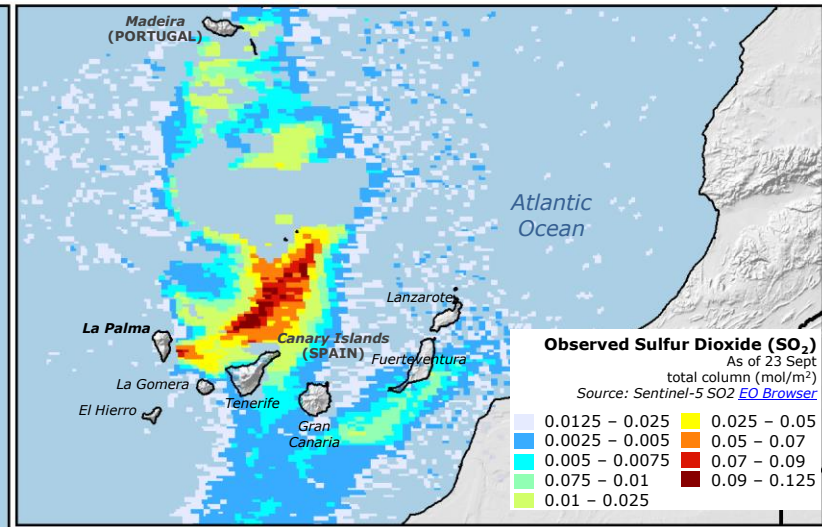 Madeira
(PORTUGAL)
Atlantic
Ocean
Lanzarote
La Palma
Canary Islands
(SPAIN)
Fuerteventura
La Gomera
Tenerife
El Hierro
Gran
Canaria
Observed Sulfur Dioxide (SO₂)
As of 23 Sept
total column (mol/m²)
Source: Sentinel-5 SO2 EO Browser
0.0125 – 0.025
0.0025 – 0.005
0.005 – 0.0075
0.075 – 0.01
0.01 – 0.025
0.025 – 0.05
0.05 – 0.07
0.07 – 0.09
0.09 – 0.125